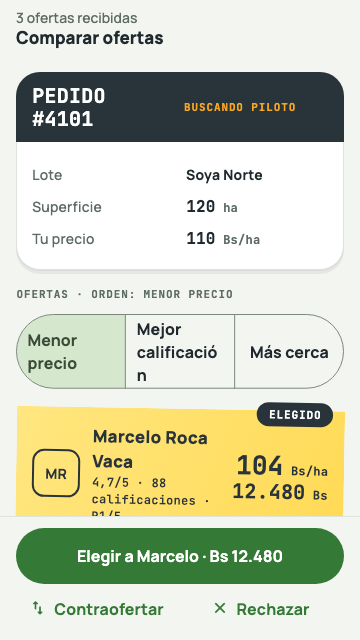 3 ofertas recibidas
Comparar ofertas
PEDIDO
#4101
BUSCANDO PILOTO
Lote Soya Norte
Superficie 120 ha
Tu precio 110 Bs/ha
OFERTAS · ORDEN: MENOR PRECIO
Menor
precio
Mejor
calificació
n
Más cerca
ELEGIDO
MR
Marcelo Roca
Vaca
4,7/5 · 88
calificaciones ·
104 Bs/ha
12.480 Bs
Elegir a Marcelo · Bs 12.480
Contraofertar
Rechazar